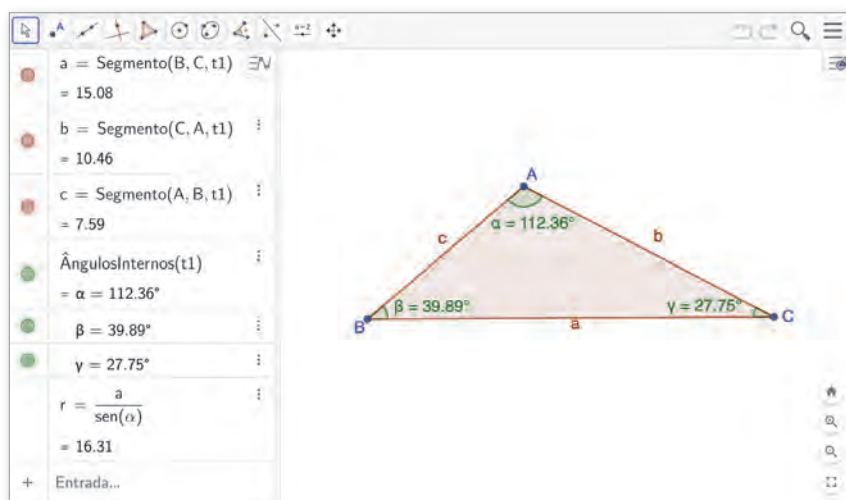 a = Segmento(B, C, t1)
= 15.08
b = Segmento(C, A, t1)
= 10.46
c = Segmento(A, B, t1)
= 7.59
ÂngulosInternos(t1)
= α = 112.36°
β = 39.89°
γ = 27.75°
r = a / sen(α)
= 16.31
+ Entrada...
A
a=2
A
α = 112.36°
c
b
B
β = 39.89°
a
γ = 27.75°
C